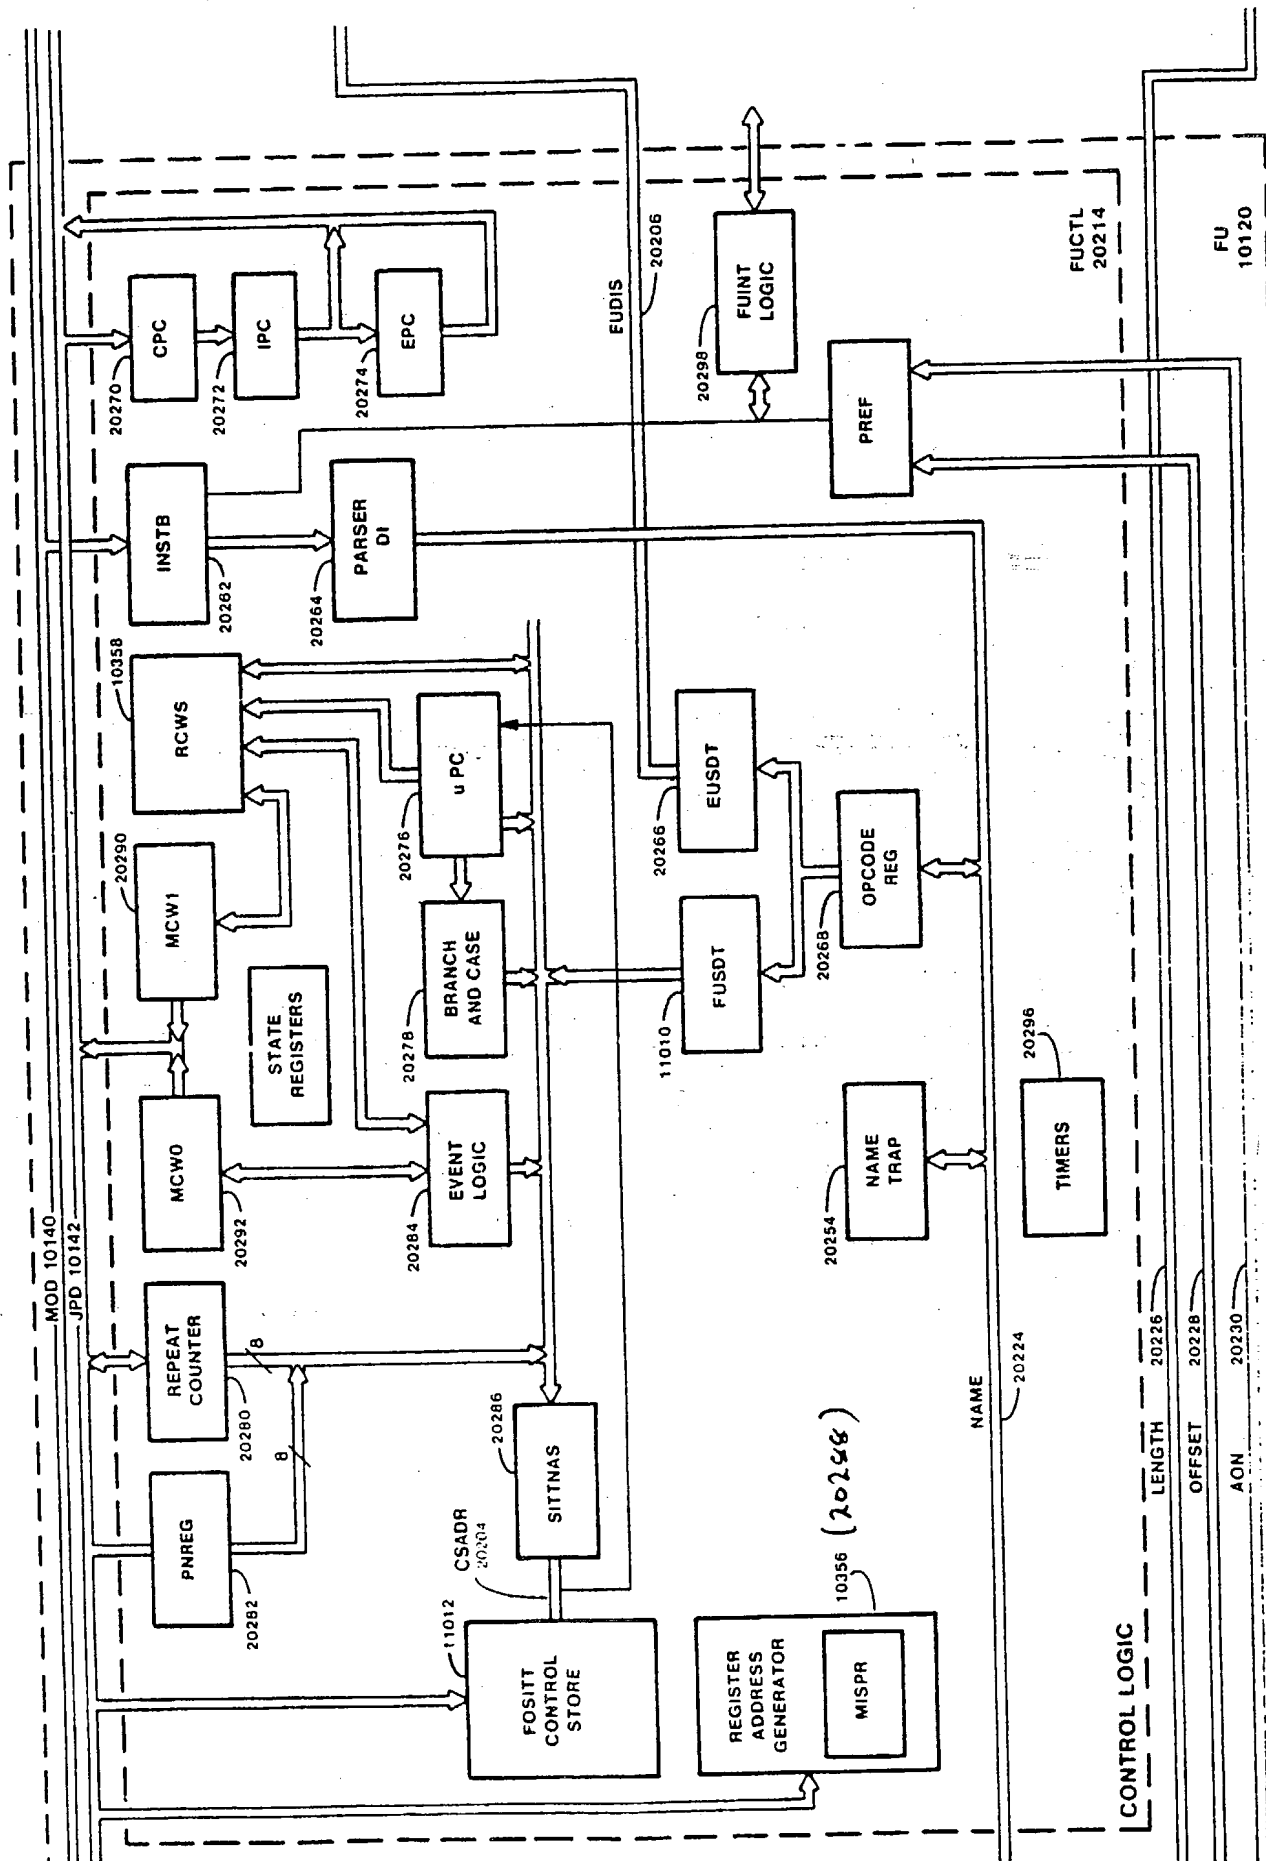 MOD 10140
JPD 10142
PNREG
20282
REPEAT
COUNTER
20280
8
8
MCW0
20292
MCW1
20290
STATE
REGISTERS
RCWS
10358
INSTB
20262
PARSER
DI
20264
CPC
20270
IPC
20272
EPC
20274
FOSITT
CONTROL
STORE
11012
CSADR
20204
SITTNAS
20286
EVENT
LOGIC
20284
BRANCH
AND CASE
20278
u PC
20276
FUDIS
20206
REGISTER
ADDRESS
GENERATOR
MISPR
10356 (20288)
FUSDT
11010
EUSDT
20266
FUINT
LOGIC
20298
NAME
TRAP
20254
OPCODE
REG
20268
PREF
NAME
20224
TIMERS
20296
FUCTL
20214
CONTROL LOGIC
LENGTH 20226
OFFSET 20228
AON 20230
FU
10120